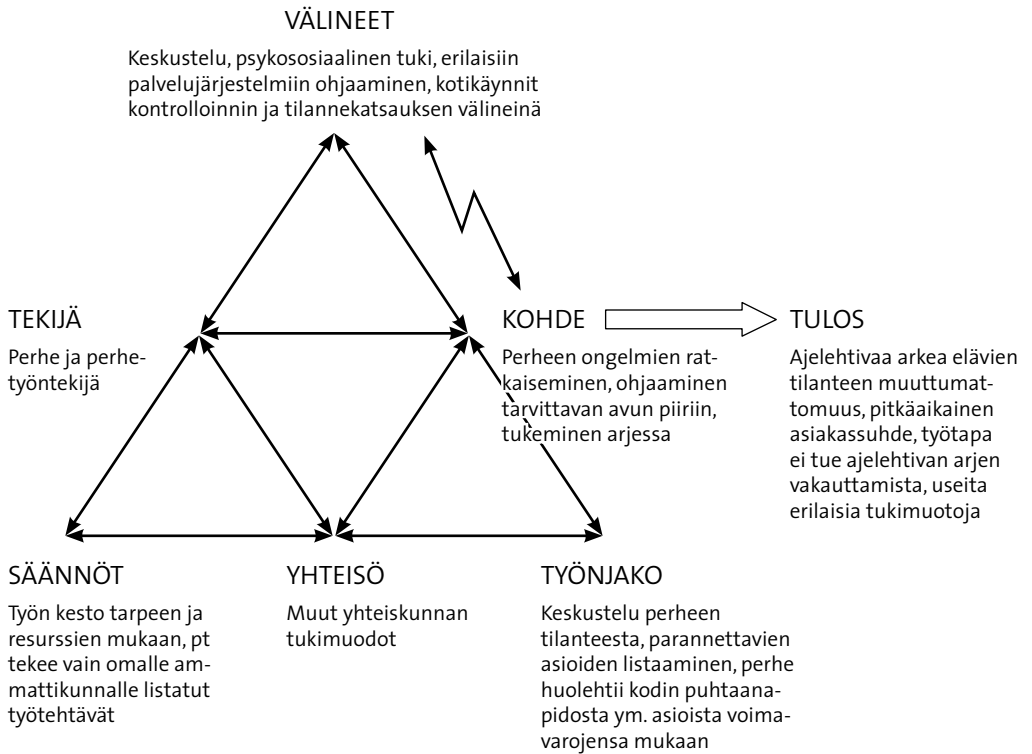 VÄLINEET
Keskustelu, psykososiaalinen tuki, erilaisiin
palvelujärjestelmiin ohjaaminen, kotikäynnit
kontrolloinnin ja tilannekatsauksen välineinä
TEKIJÄ
Perhe ja perhe-
työntekijä
KOHDE
Perheen ongelmien rat-
kaiseminen, ohjaaminen
tarvittavan avun piiriin,
tukeminen arjessa
TULOS
Ajelehtivaa arkea elävien
tilanteen muuttumat-
tomuus, pitkäaikainen
asiakassuhde, työtapa
ei tue ajelehtivan arjen
vakauttamista, useita
erilaisia tukimuotoja
SÄÄNNÖT
Työn kesto tarpeen ja
resurssien mukaan, pt
tekee vain omalle am-
mattikunnalle listatut
työtehtävät
YHTEISÖ
Muut yhteiskunnan
tukimuodot
TYÖNJAKO
Keskustelu perheen
tilanteesta, parannettavien
asioiden listaaminen, perhe
huolehtii kodin puhtaana-
pidosta ym. asioista voima-
varojensa mukaan